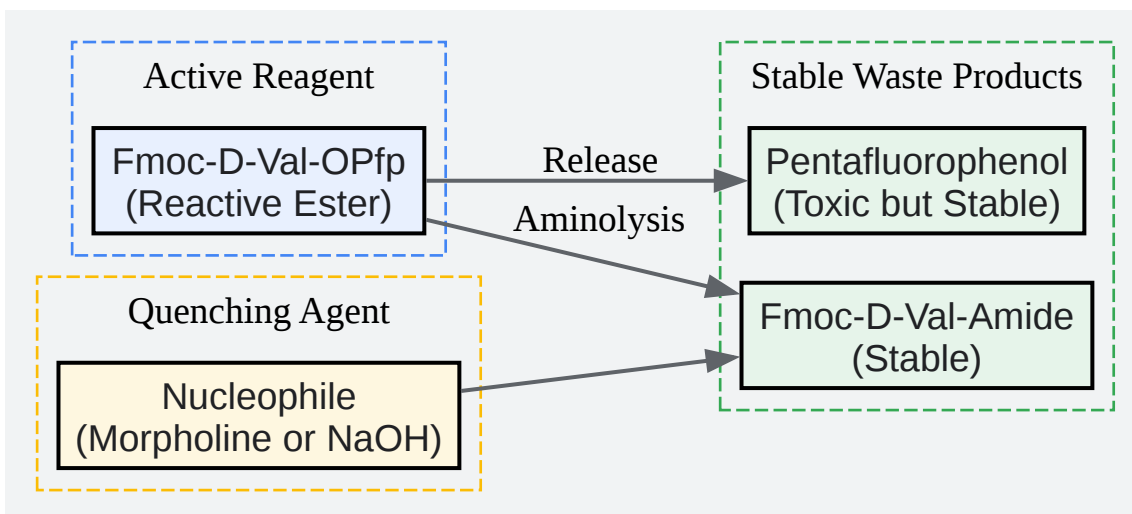 Active Reagent
Fmoc-D-Val-OPfp
(Reactive Ester)
Quenching Agent
Nucleophile
(Morpholine or NaOH)
Release
Aminolysis
Stable Waste Products
Pentafluorophenol
(Toxic but Stable)
Fmoc-D-Val-Amide
(Stable)